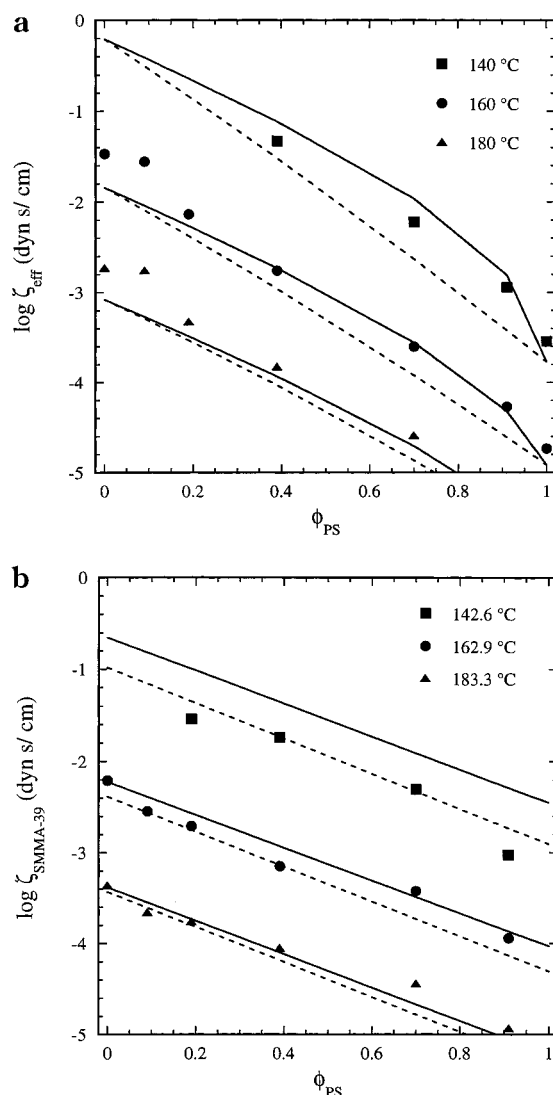 a
0
-1
-2
-3
-4
-5
log ζeff (dyn s/ cm)
140 °C
160 °C
180 °C
0
0.2
0.4
0.6
0.8
1
ϕPS
b
0
-1
-2
-3
-4
-5
log ζSMMA-39 (dyn s/ cm)
142.6 °C
162.9 °C
183.3 °C
0
0.2
0.4
0.6
0.8
1
ϕPS